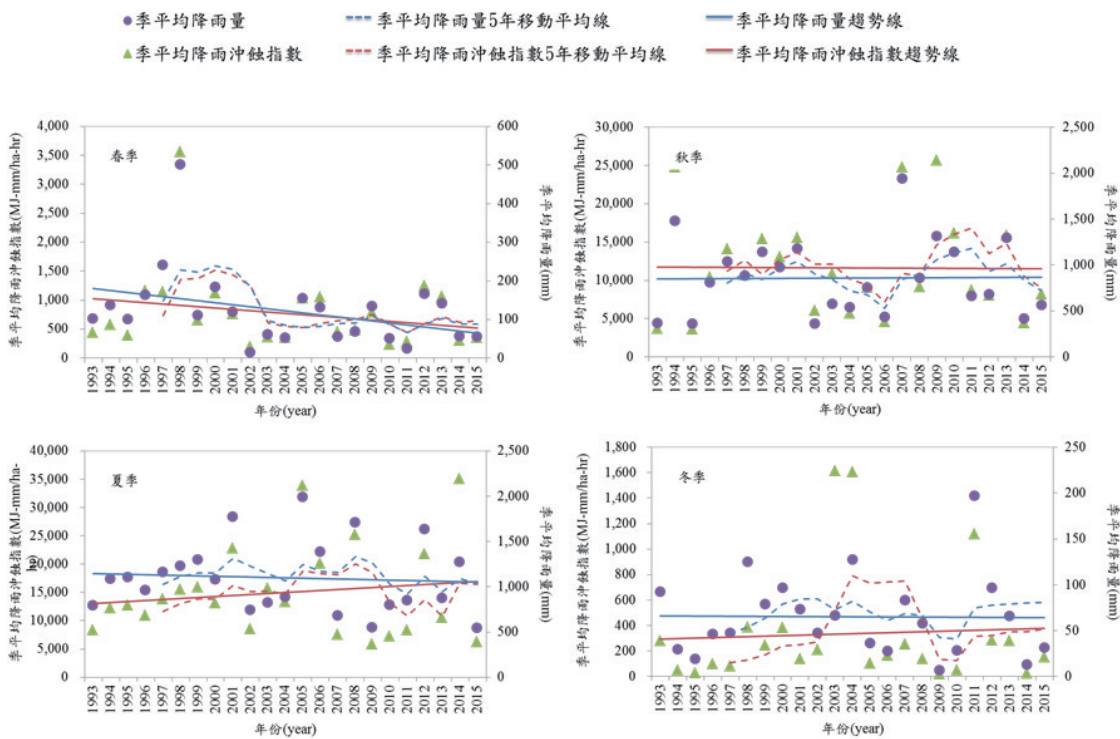 季平均降雨量
季平均降雨量5年移動平均線
季平均降雨量趨勢線
季平均降雨沖蝕指數
季平均降雨沖蝕指數5年移動平均線
季平均降雨沖蝕指數趨勢線
季平均降雨沖蝕指數(MJ-mm/ha-hr)
4,000
3,500
3,000
2,500
2,000
1,500
1,000
500
0
春季
600
500
400
300
200
100
0
季平均降雨量(mm)
1993 1994 1995 1996 1997 1998 1999 2000 2001 2002 2003 2004 2005 2006 2007 2008 2009 2010 2011 2012 2013 2014 2015
年份(year)
季平均降雨沖蝕指數(MJ-mm/ha-hr)
30,000
25,000
20,000
15,000
10,000
5,000
0
秋季
2,500
2,000
1,500
1,000
500
0
季平均降雨量(mm)
1993 1994 1995 1996 1997 1998 1999 2000 2001 2002 2003 2004 2005 2006 2007 2008 2009 2010 2011 2012 2013 2014 2015
年份(year)
季平均降雨沖蝕指數(MJ-mm/ha-
hr)
40,000
35,000
30,000
25,000
20,000
15,000
10,000
5,000
0
夏季
2,500
2,000
1,500
1,000
500
0
季平均降雨量(mm)
1993 1994 1995 1996 1997 1998 1999 2000 2001 2002 2003 2004 2005 2006 2007 2008 2009 2010 2011 2012 2013 2014 2015
年份(year)
季平均降雨沖蝕指數(MJ-mm/ha-hr)
1,800
1,600
1,400
1,200
1,000
800
600
400
200
0
冬季
250
200
150
100
50
0
季平均降雨量(mm)
1993 1994 1995 1996 1997 1998 1999 2000 2001 2002 2003 2004 2005 2006 2007 2008 2009 2010 2011 2012 2013 2014 2015
年份(year)